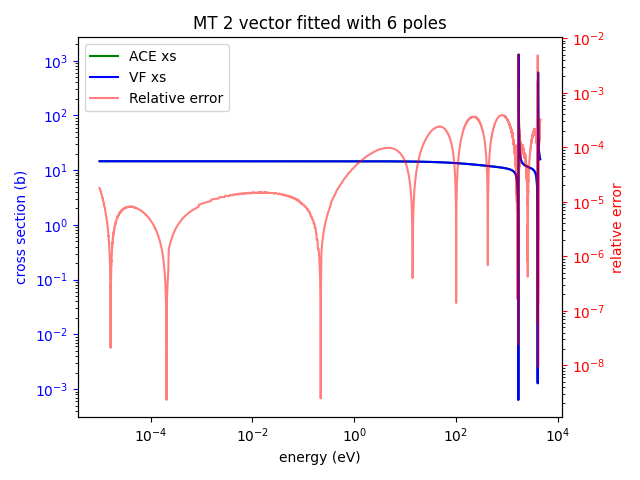 MT 2 vector fitted with 6 poles
ACE xs
VF xs
Relative error
cross section (b)
10³
10²
10¹
10⁰
10⁻¹
10⁻²
10⁻³
10⁻²
10⁻³
10⁻⁴
10⁻⁵
10⁻⁶
10⁻⁷
10⁻⁸
relative error
10⁻⁴
10⁻²
10⁰
10²
10⁴
energy (eV)